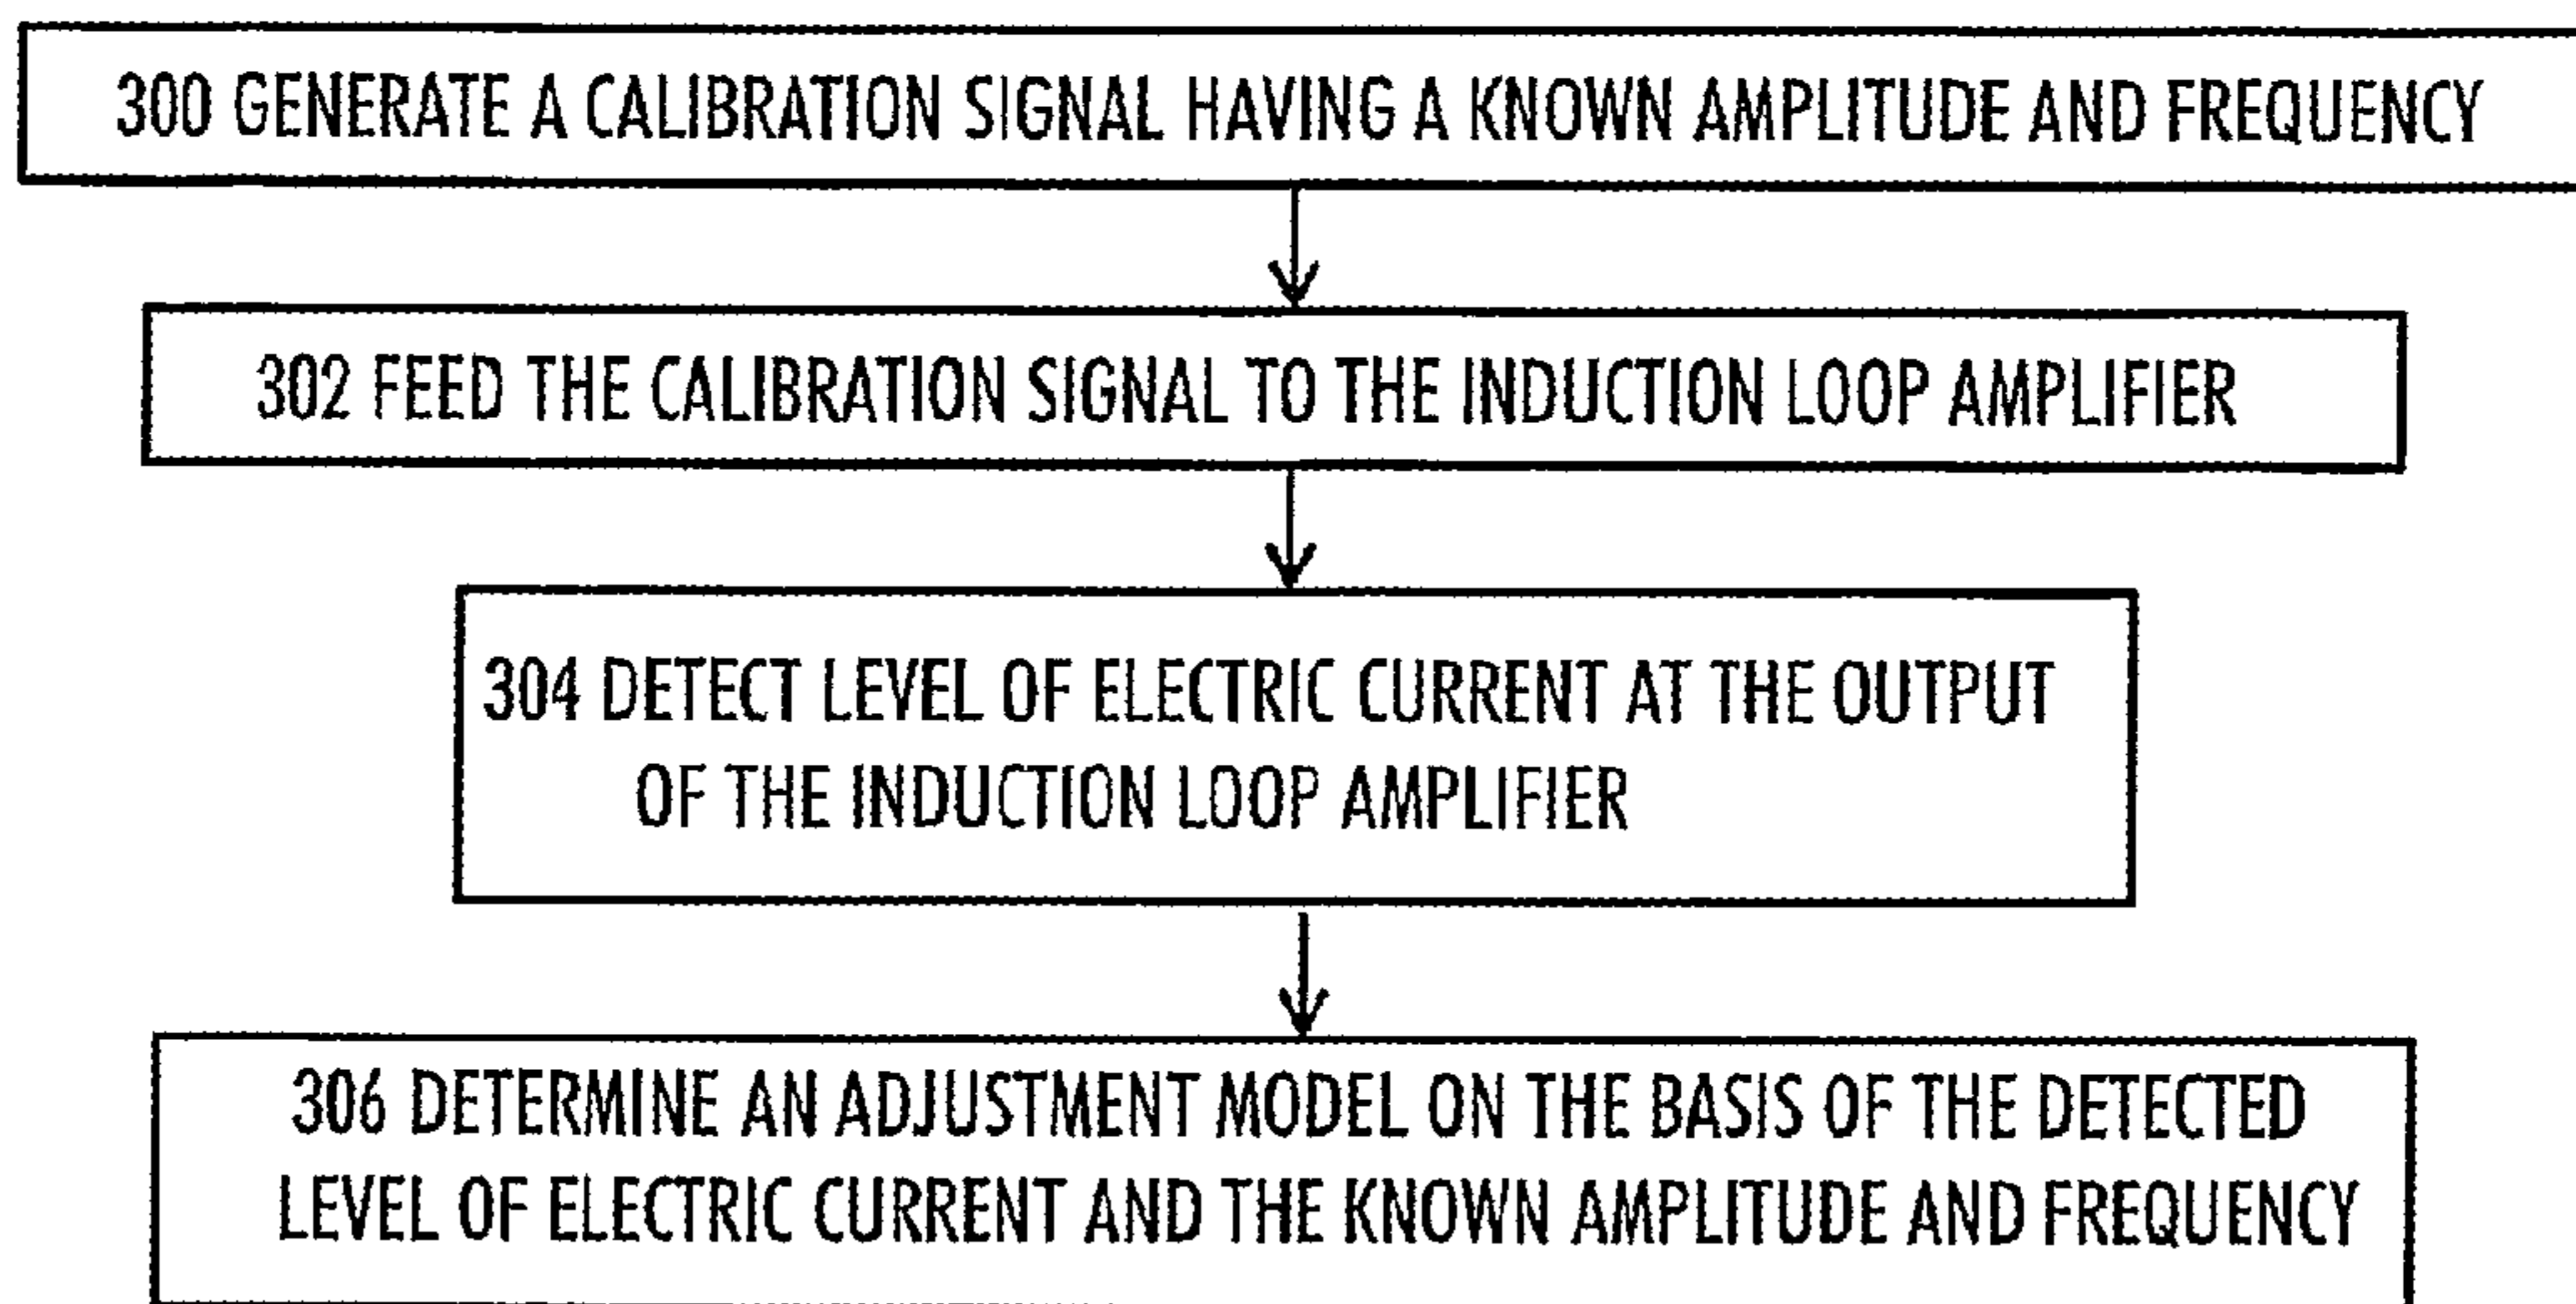 300 GENERATE A CALIBRATION SIGNAL HAVING A KNOWN AMPLITUDE AND FREQUENCY
302 FEED THE CALIBRATION SIGNAL TO THE INDUCTION LOOP AMPLIFIER
304 DETECT LEVEL OF ELECTRIC CURRENT AT THE OUTPUT
OF THE INDUCTION LOOP AMPLIFIER
306 DETERMINE AN ADJUSTMENT MODEL ON THE BASIS OF THE DETECTED
LEVEL OF ELECTRIC CURRENT AND THE KNOWN AMPLITUDE AND FREQUENCY